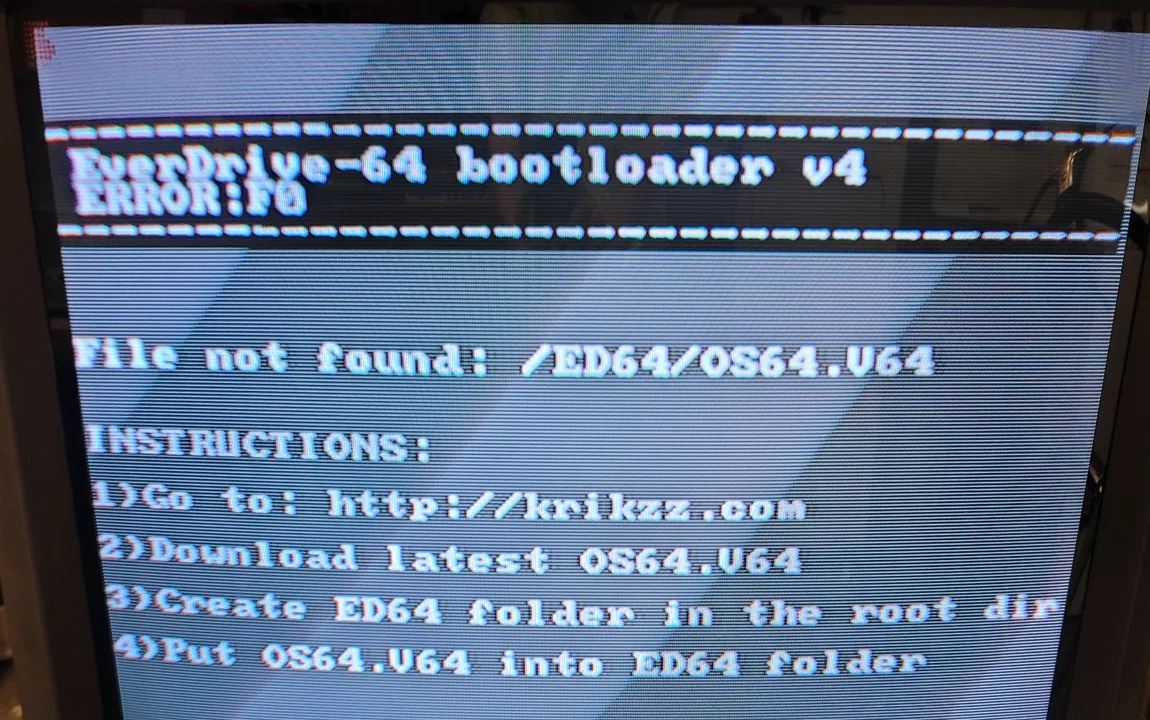 EverDrive-64 bootloader v4
ERROR:F0
File not found: /ED64/OS64.V64
INSTRUCTIONS:
1)Go to: http://krikzz.com
2)Download latest OS64.V64
3)Create ED64 folder in the root dir
4)Put OS64.V64 into ED64 folder